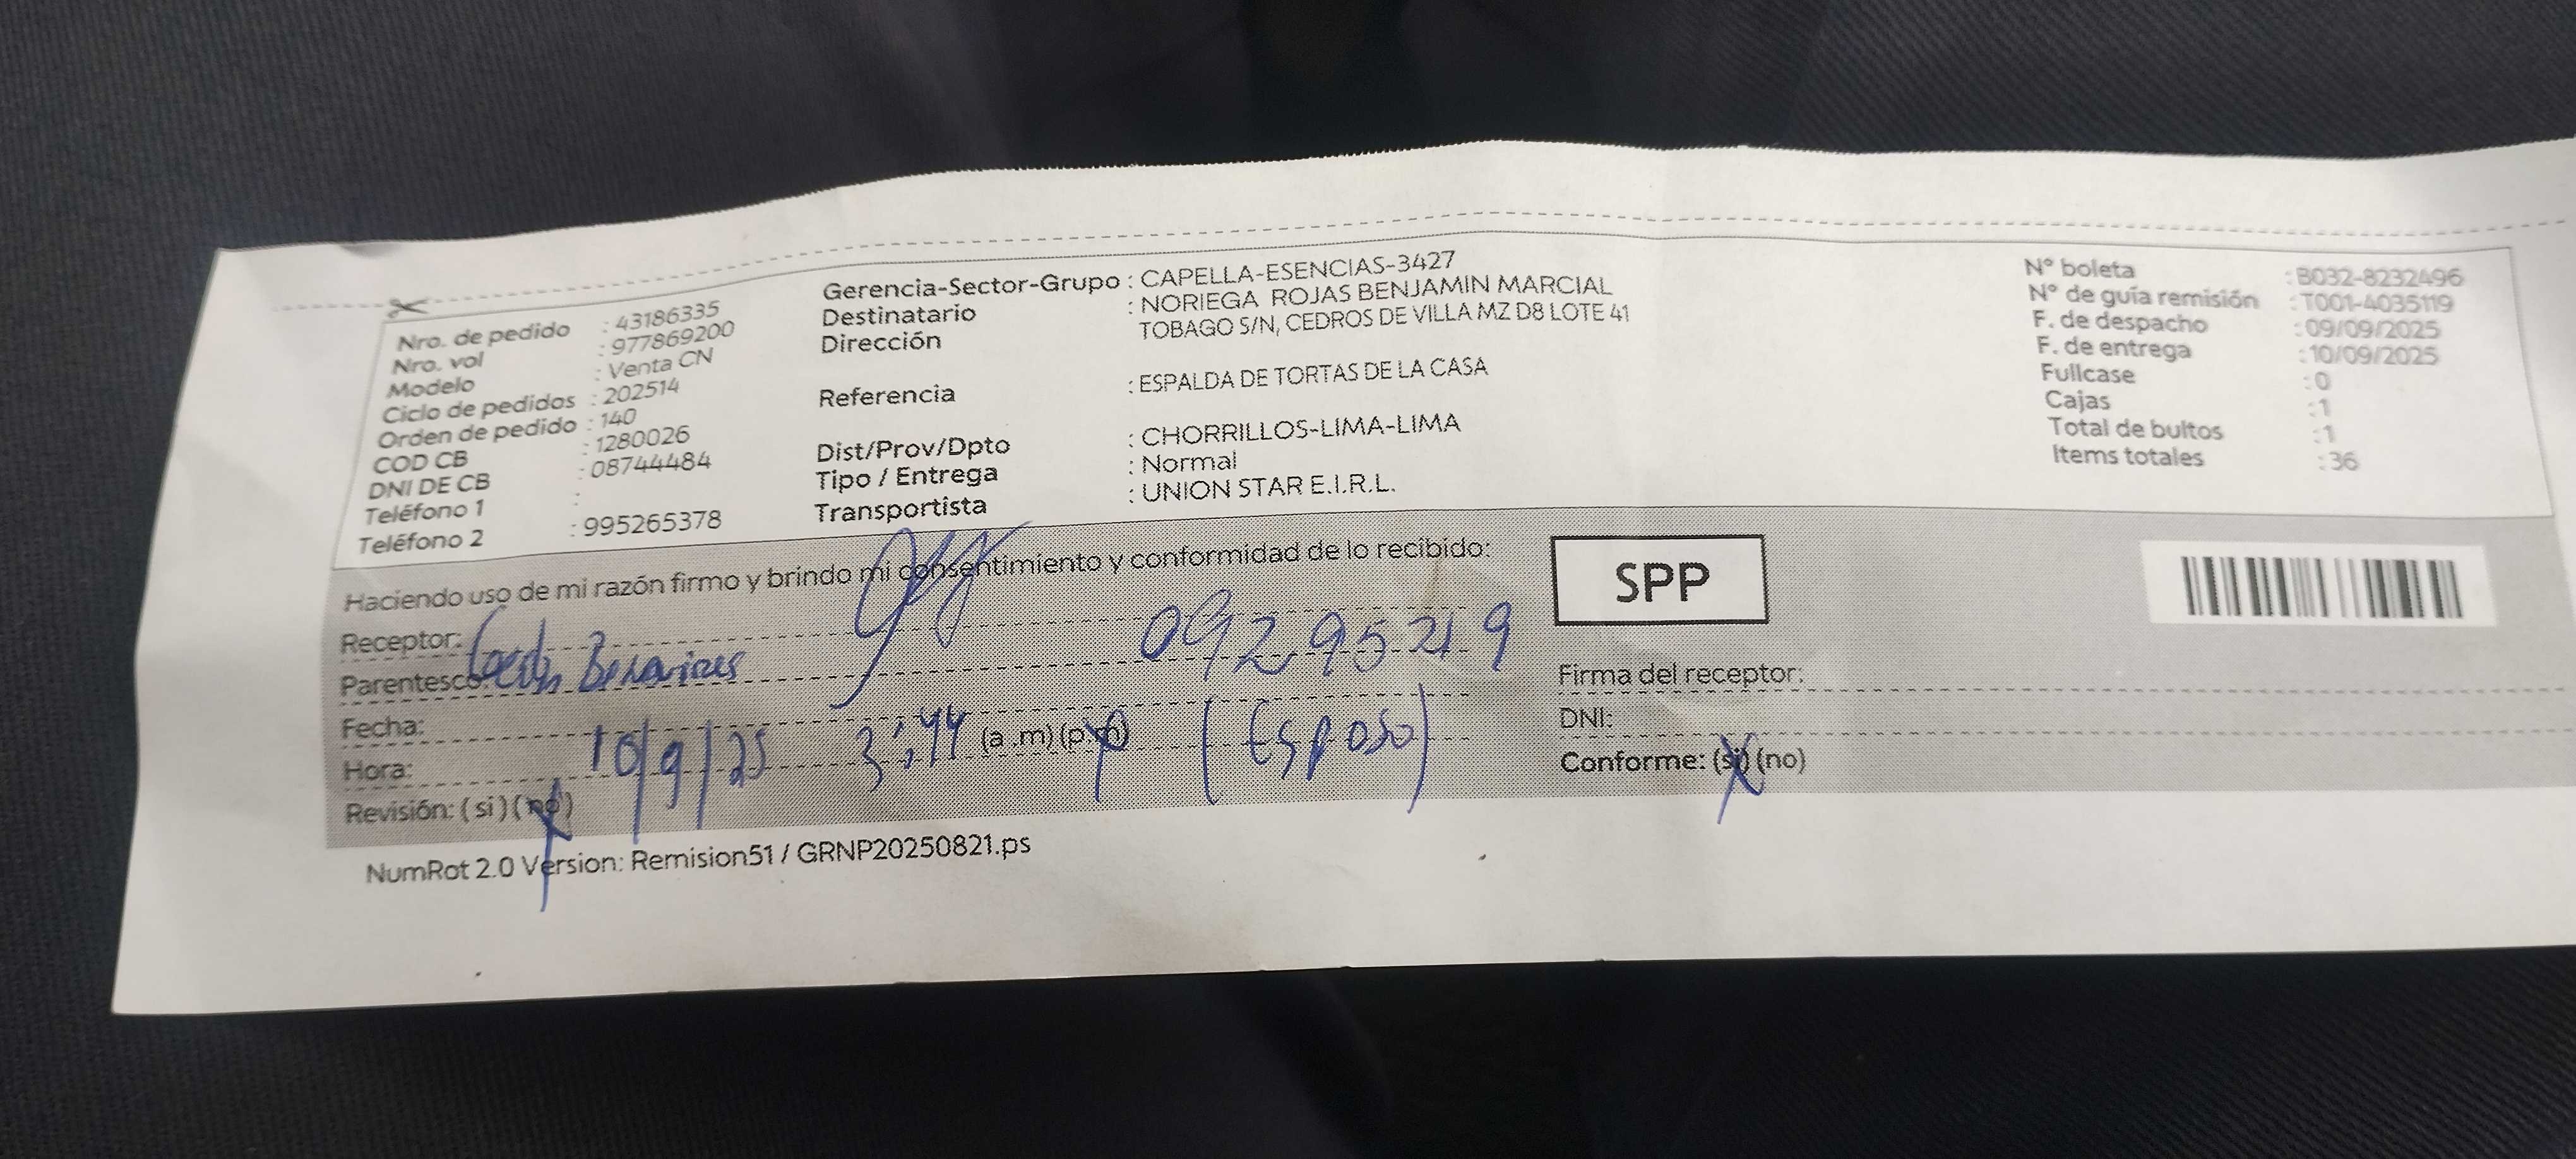 Nro. de pedido : 43186335
Nro. vol : 977869200
Modelo : Venta CN
Ciclo de pedidos : 202514
Orden de pedido : 140
COD CB : 1280026
DNI DE CB : 08744484
Teléfono 1 :
Teléfono 2 : 995265378
Gerencia-Sector-Grupo : CAPELLA-ESENCIAS-3427
Destinatario : NORIEGA ROJAS BENJAMIN MARCIAL
Dirección TOBAGO S/N, CEDROS DE VILLA MZ D8 LOTE 41
Referencia : ESPALDA DE TORTAS DE LA CASA
Dist/Prov/Dpto : CHORRILLOS-LIMA-LIMA
Tipo / Entrega : Normal
Transportista : UNION STAR E.I.R.L.
N° boleta : B032-8232496
N° de guía remisión : T001-4035119
F. de despacho : 09/09/2025
F. de entrega : 10/09/2025
Fullcase : 0
Cajas : 1
Total de bultos : 1
Items totales : 36
Haciendo uso de mi razón firmo y brindo mi consentimiento y conformidad de lo recibido:
SPP
Receptor:
Parentesco: Benavides
Firma del receptor:
Fecha: 10/9/25
DNI:
Hora: 3:44 (a.m) (p.m) (Esposo)
Conforme: (si) (no)
Revisión: (si) (no)
NumRot 2.0 Version: Remision51 / GRNP20250821.ps